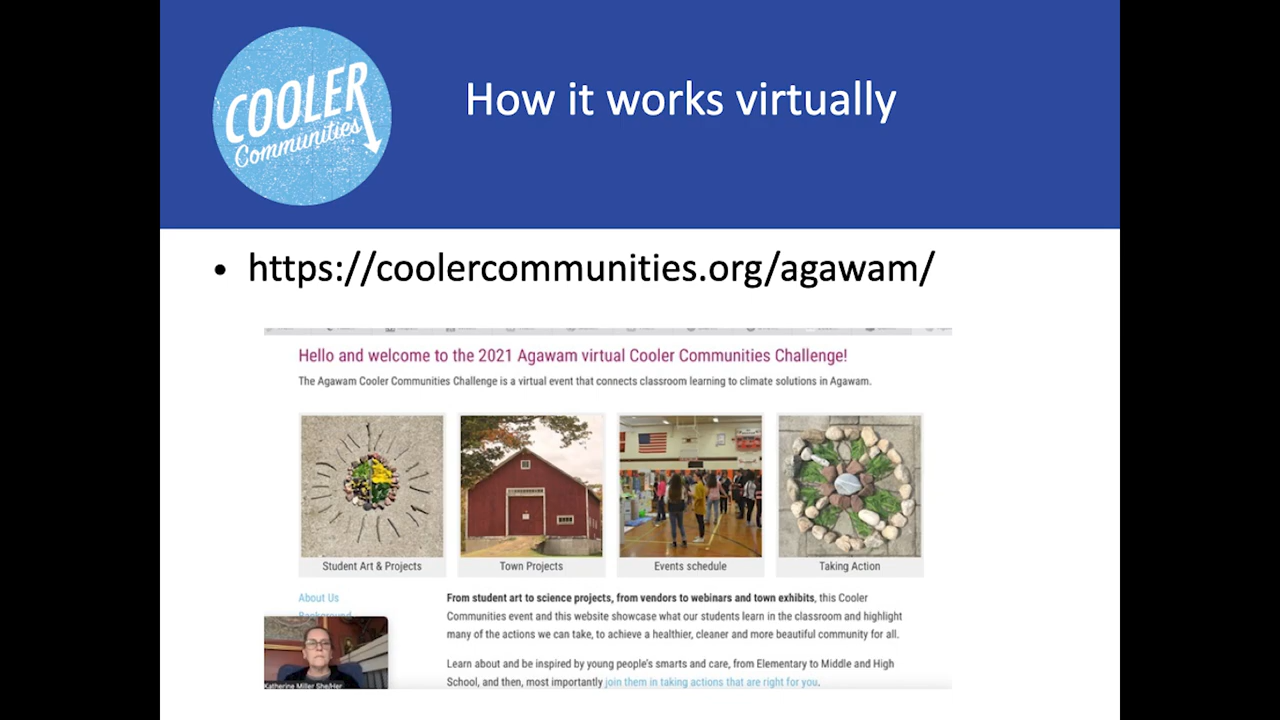 COOLER
Communities
How it works virtually
• https://coolercommunities.org/agawam/
Hello and welcome to the 2021 Agawam virtual Cooler Communities Challenge!
The Agawam Cooler Communities Challenge is a virtual event that connects classroom learning to climate solutions in Agawam.
Student Art & Projects
Town Projects
Events schedule
Taking Action
About Us
Background
From student art to science projects, from vendors to webinars and town exhibits, this Cooler
Communities event and this website showcase what our students learn in the classroom and highlight
many of the actions we can take, to achieve a healthier, cleaner and more beautiful community for all.
Learn about and be inspired by young people's smarts and care, from Elementary to Middle and High
School, and then, most importantly join them in taking actions that are right for you.
Katherine Miller She/Her